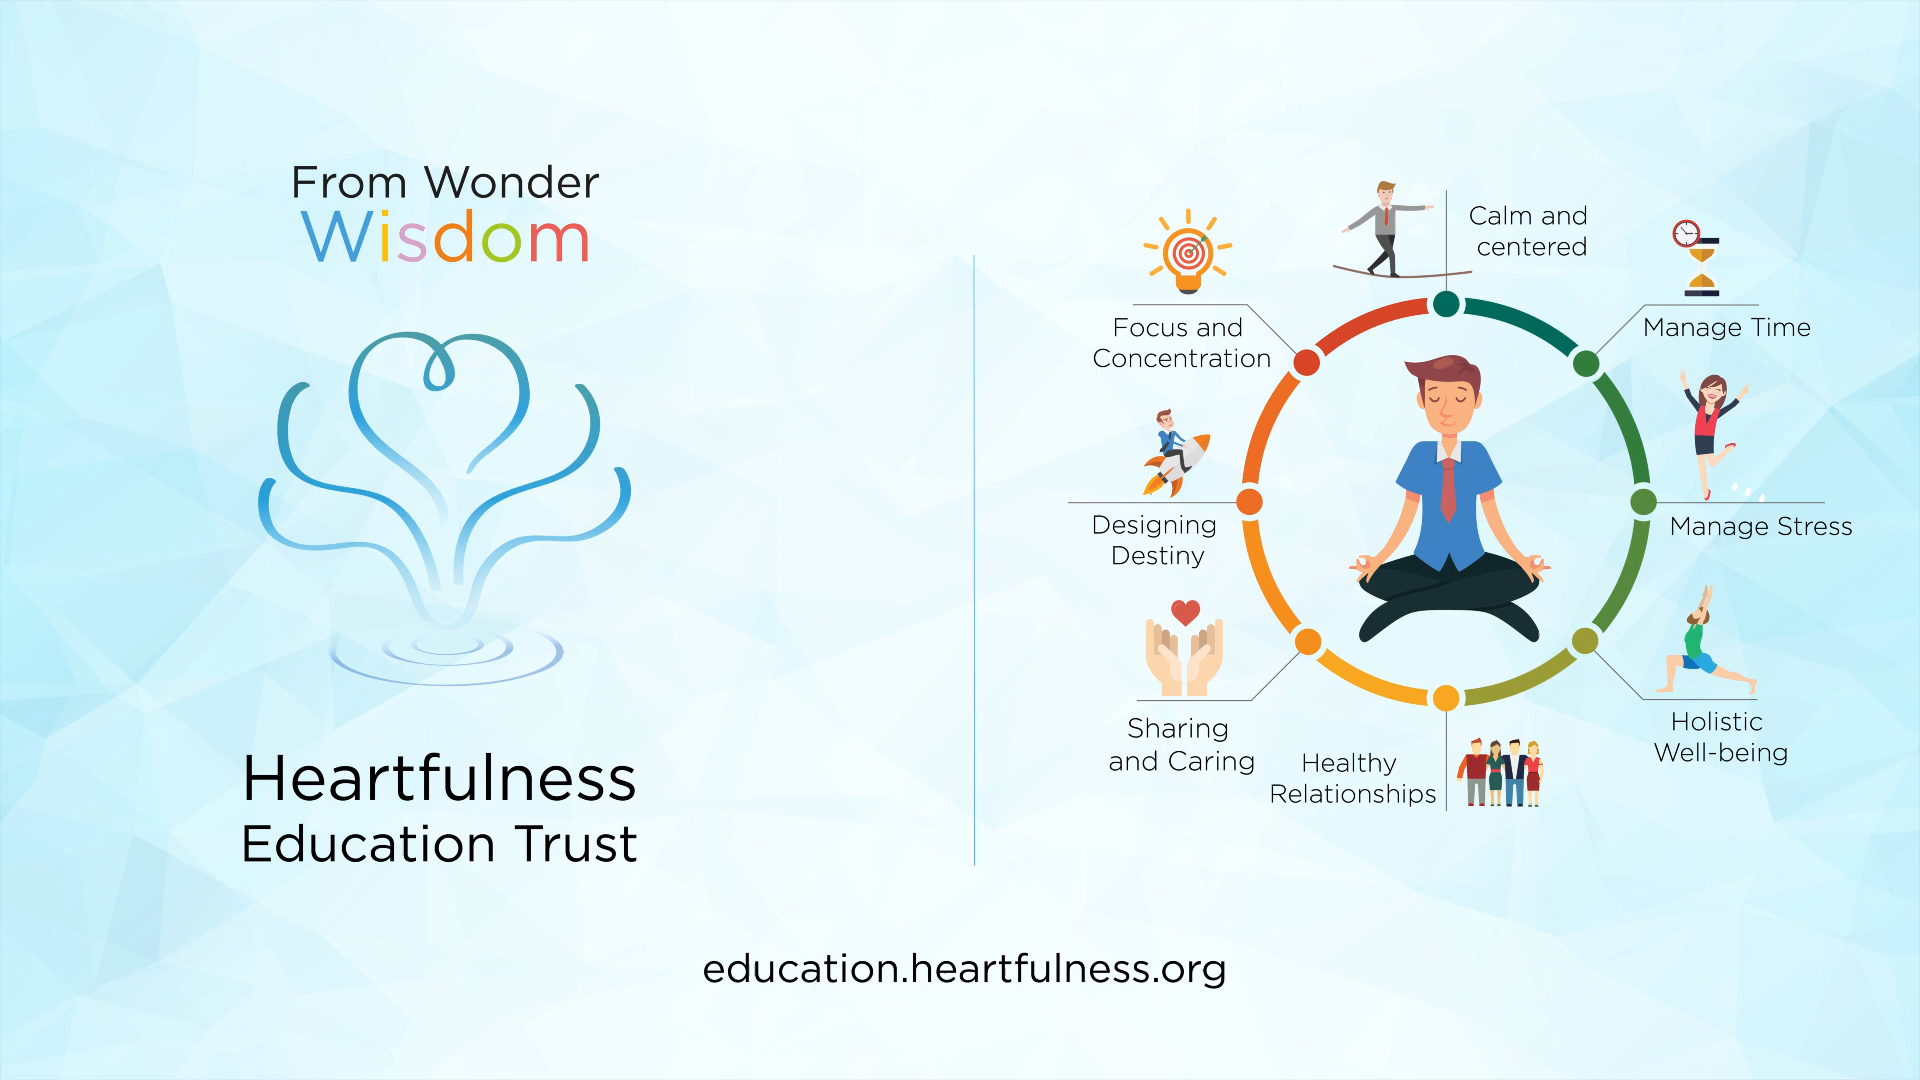 From Wonder
Wisdom
Heartfulness
Education Trust
Calm and
centered
Manage Time
Manage Stress
Holistic
Well-being
Healthy
Relationships
Sharing
and Caring
Designing
Destiny
Focus and
Concentration
education.heartfulness.org